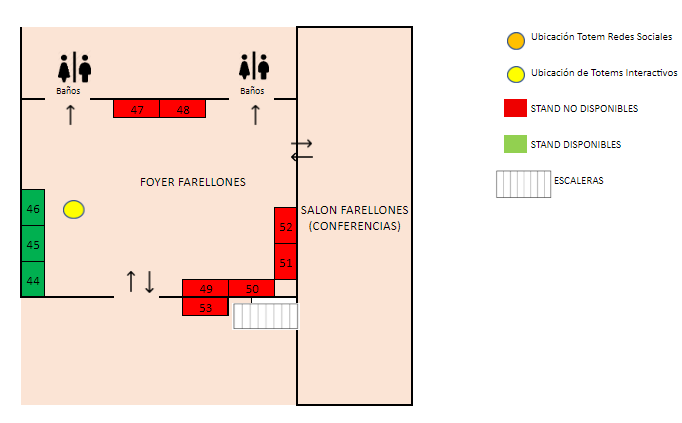 Baños
Baños
47
48
FOYER FARELLONES
46
45
44
52
51
49
50
53
SALON FARELLONES
(CONFERENCIAS)
Ubicación Totem Redes Sociales
Ubicación de Totems Interactivos
STAND NO DISPONIBLES
STAND DISPONIBLES
ESCALERAS